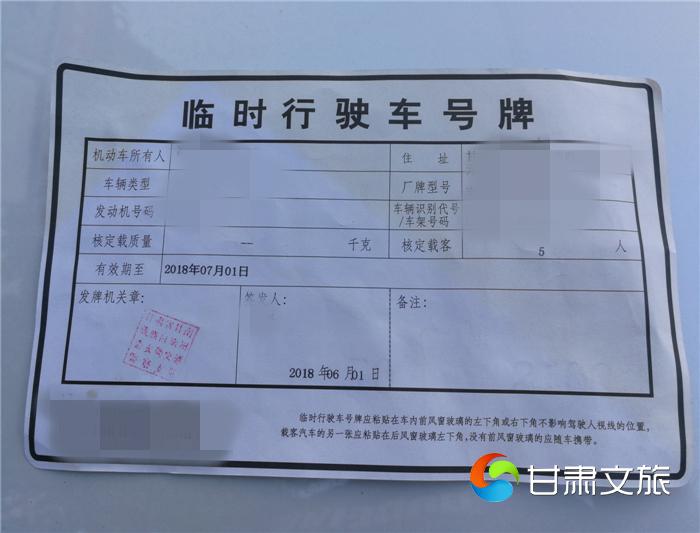 临时行驶车号牌
机动车所有人
住 址
车辆类型
厂牌型号
发动机号码
车辆识别代号
/车架号码
核定载质量 — 千克 核定载客 5 人
有效期至 2018年07月01日
发牌机关章: 签发人: 备注:
2018 年 06 月 01 日
临时行驶车号牌应粘贴在车内前风窗玻璃的左下角或右下角不影响驾驶人视线的位置,
载客汽车的另一张应粘贴在后风窗玻璃左下角,没有前风窗玻璃的应随车携带。
甘肃文旅